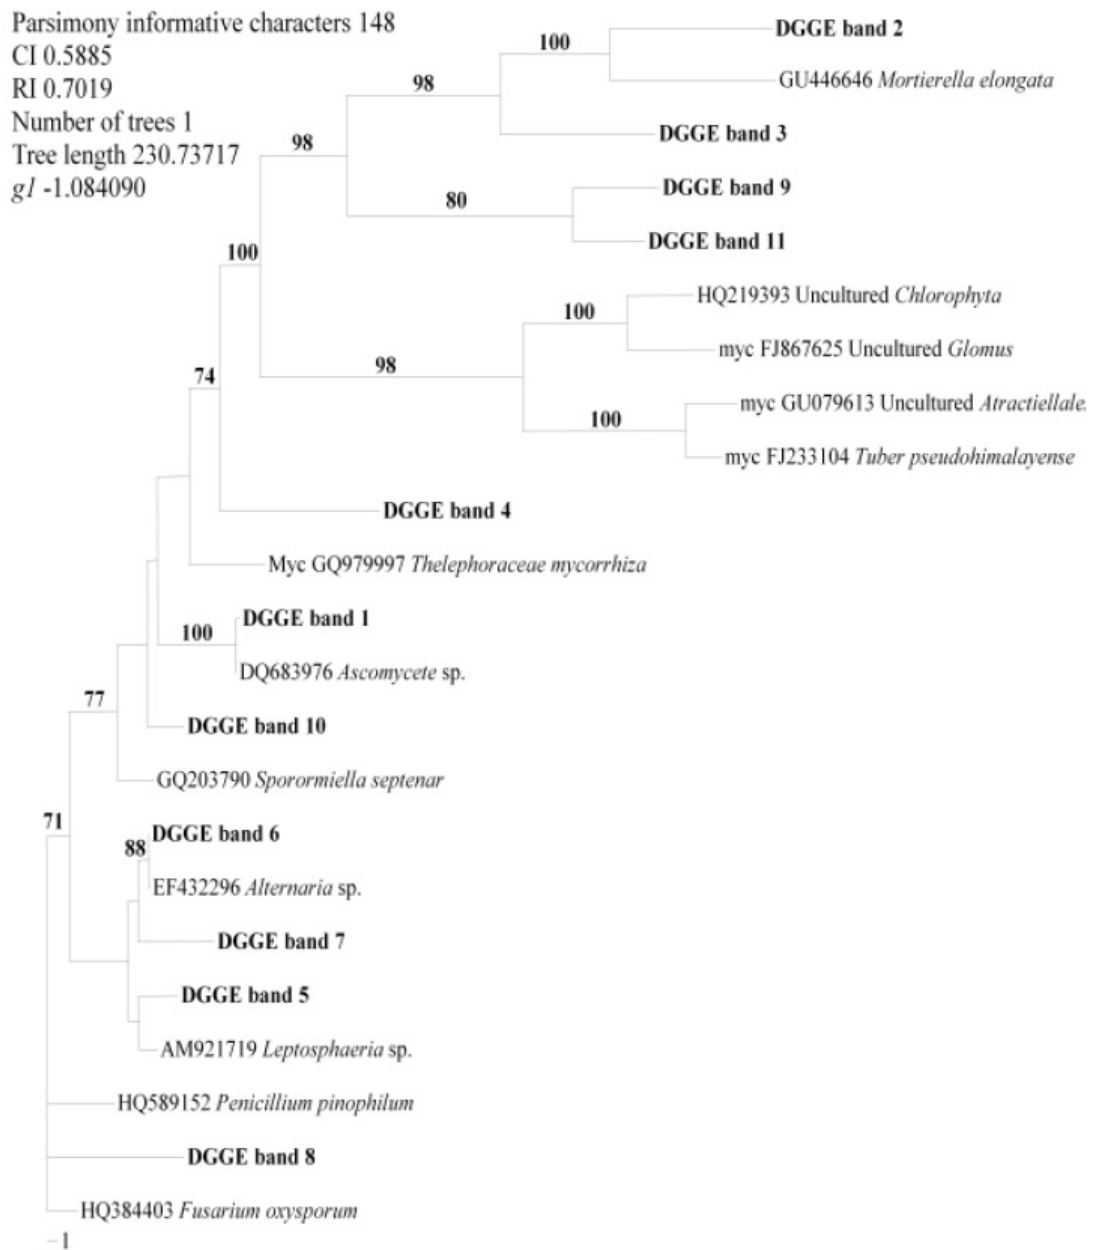 Parsimony informative characters 148
CI 0.5885
RI 0.7019
Number of trees 1
Tree length 230.73717
g1 -1.084090
100
DGGE band 2
GU446646 Mortierella elongata
98
DGGE band 3
98
DGGE band 9
80
DGGE band 11
100
HQ219393 Uncultured Chlorophyta
100
myc FJ867625 Uncultured Glomus
98
74
myc GU079613 Uncultured Atractiellale
100
myc FJ233104 Tuber pseudohimalayense
DGGE band 4
Myc GQ979997 Thelephoraceae mycorrhiza
DGGE band 1
100
DQ683976 Ascomycete sp.
77
DGGE band 10
GQ203790 Sporormiella septenar
71
DGGE band 6
88
EF432296 Alternaria sp.
DGGE band 7
DGGE band 5
AM921719 Leptosphaeria sp.
HQ589152 Penicillium pinophilum
DGGE band 8
HQ384403 Fusarium oxysporum
1